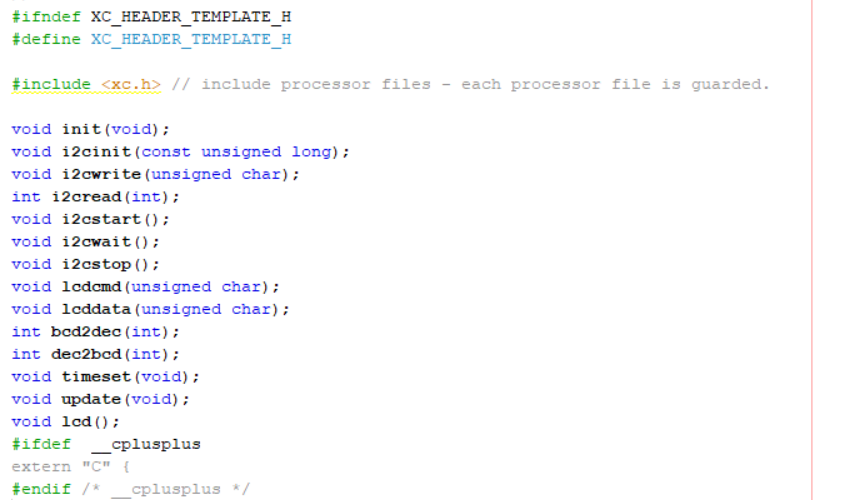 #ifndef XC_HEADER_TEMPLATE_H
#define XC_HEADER_TEMPLATE_H
#include <xc.h> // include processor files - each processor file is guarded.
void init(void);
void i2cinit(const unsigned long);
void i2cwrite(unsigned char);
int i2cread(int);
void i2cstart();
void i2cwait();
void i2cstop();
void lcdcmd(unsigned char);
void lcddata(unsigned char);
int bcd2dec(int);
int dec2bcd(int);
void timeset(void);
void update(void);
void lcd();
#ifdef __cplusplus
extern "C" {
#endif /* __cplusplus */